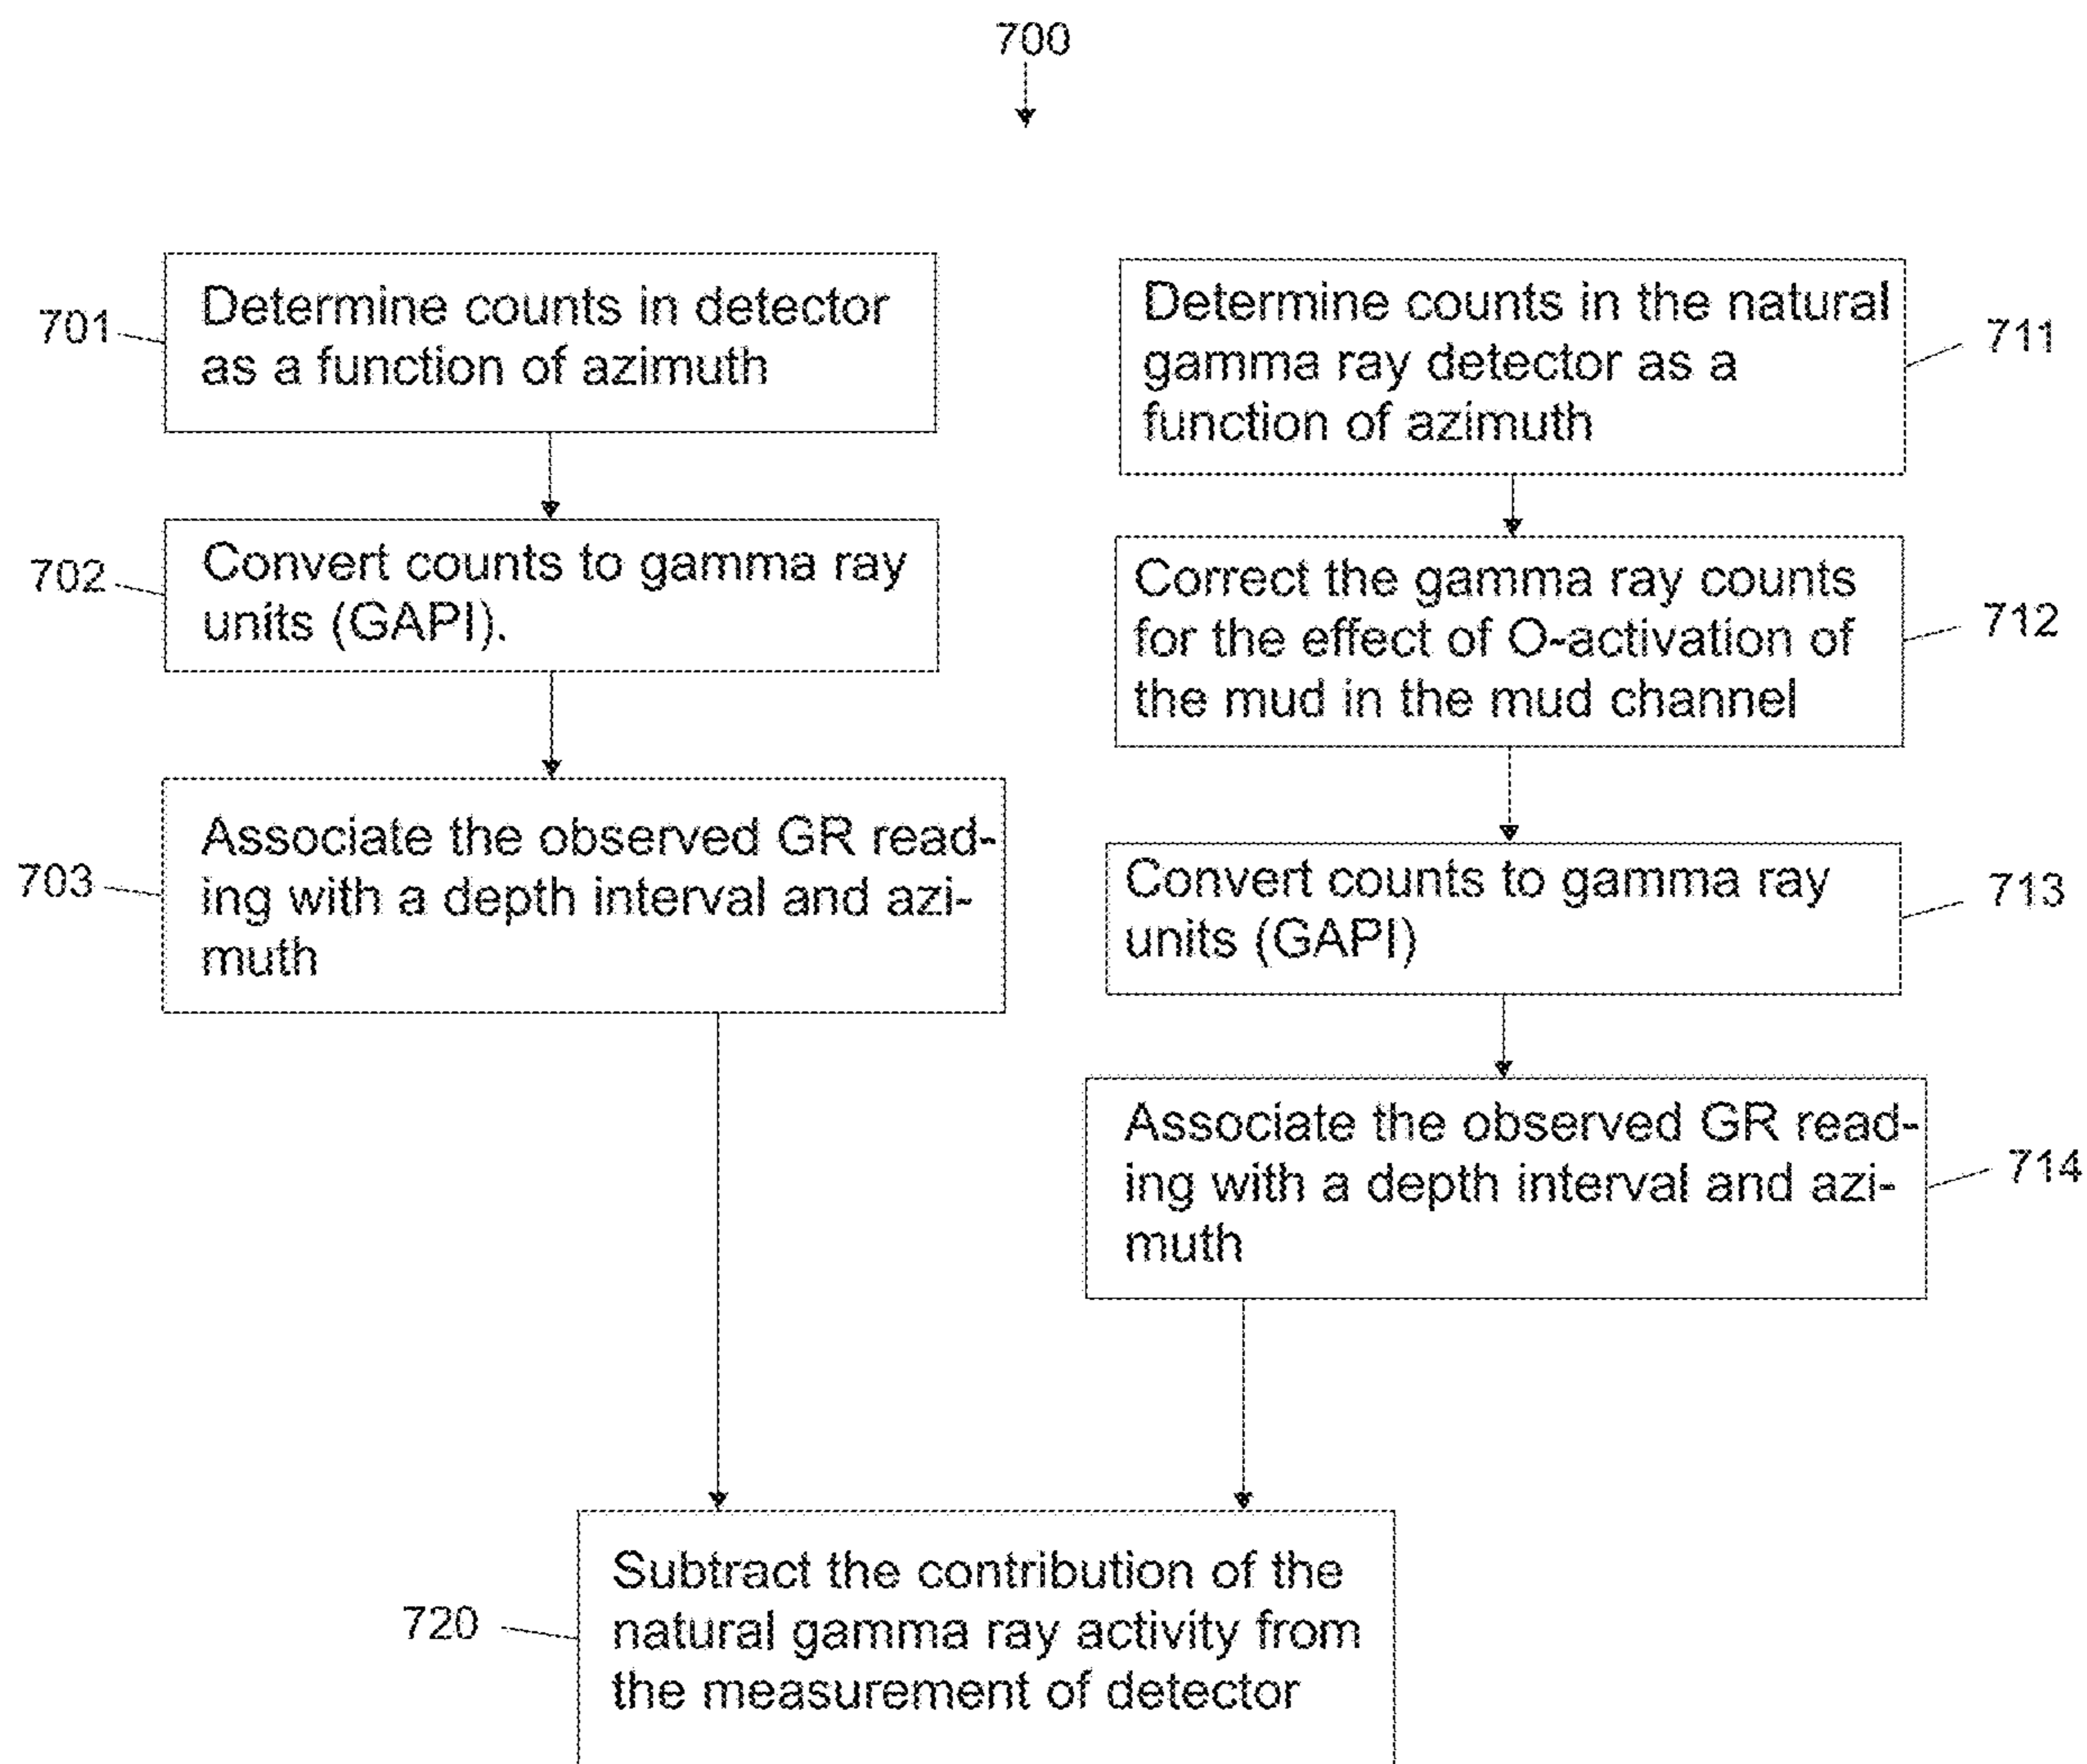 700
701
Determine counts in detector
as a function of azimuth
702
Convert counts to gamma ray
units (GAPI).
703
Associate the observed GR read-
ing with a depth interval and azi-
muth
Determine counts in the natural
gamma ray detector as a
function of azimuth
711
Correct the gamma ray counts
for the effect of O-activation of
the mud in the mud channel
712
Convert counts to gamma ray
units (GAPI)
713
Associate the observed GR read-
ing with a depth interval and azi-
muth
714
720
Subtract the contribution of the
natural gamma ray activity from
the measurement of detector